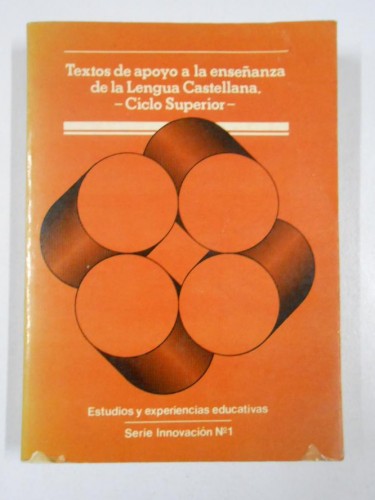 Textos de apoyo a la enseñanza
de la Lengua Castellana.
– Ciclo Superior –
Estudios y experiencias educativas
Serie Innovación Nº1